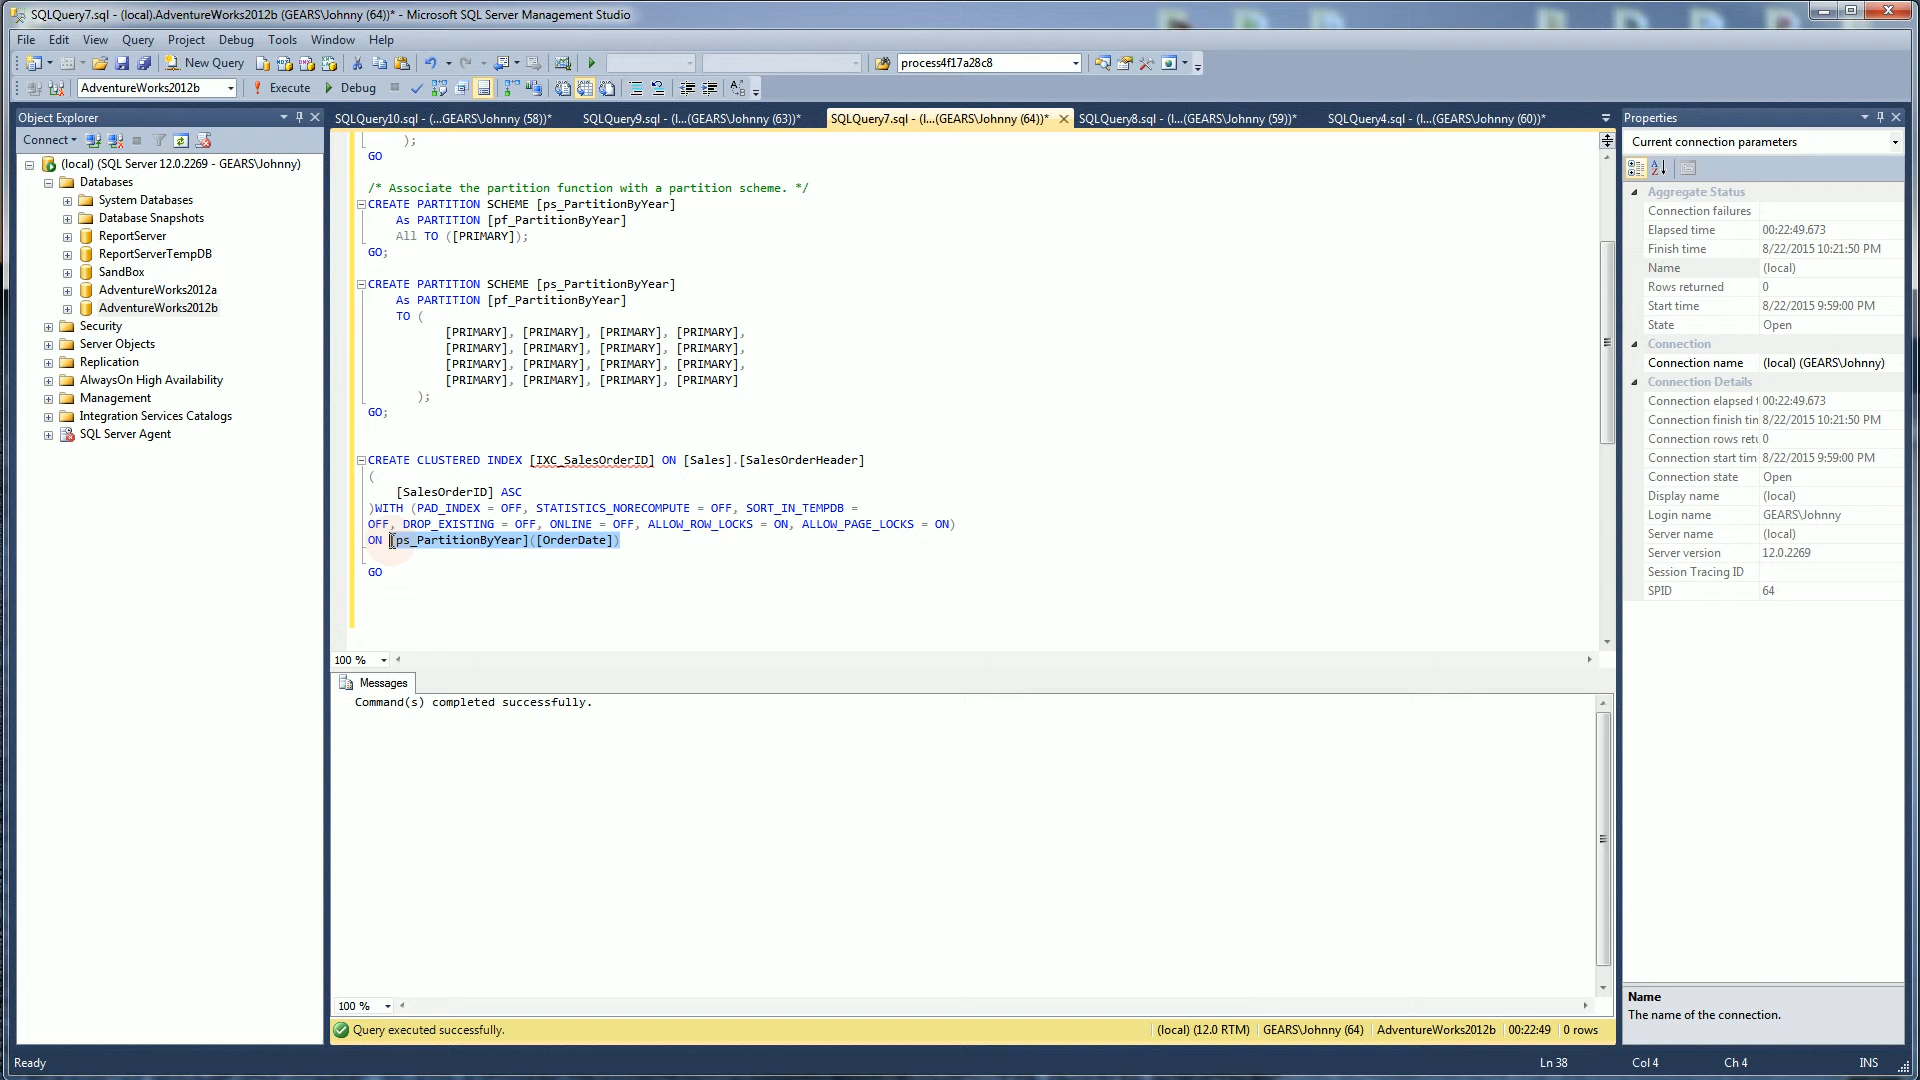 SQLQuery7.sql - (local).AdventureWorks2012b (GEARS\Johnny (64))* - Microsoft SQL Server Management Studio
File Edit View Query Project Debug Tools Window Help
New Query process4f17a28c8
AdventureWorks2012b Execute Debug
Object Explorer
Connect
(local) (SQL Server 12.0.2269 - GEARS\Johnny)
Databases
System Databases
Database Snapshots
ReportServer
ReportServerTempDB
SandBox
AdventureWorks2012a
AdventureWorks2012b
Security
Server Objects
Replication
AlwaysOn High Availability
Management
Integration Services Catalogs
SQL Server Agent
SQLQuery10.sql - (...GEARS\Johnny (58))* SQLQuery9.sql - (l...(GEARS\Johnny (63))* SQLQuery7.sql - (l...(GEARS\Johnny (64))* SQLQuery8.sql - (l...(GEARS\Johnny (59))* SQLQuery4.sql - (l...(GEARS\Johnny (60))*
);
GO
/* Associate the partition function with a partition scheme. */
CREATE PARTITION SCHEME [ps_PartitionByYear]
As PARTITION [pf_PartitionByYear]
All TO ([PRIMARY]);
GO;
CREATE PARTITION SCHEME [ps_PartitionByYear]
As PARTITION [pf_PartitionByYear]
TO (
[PRIMARY], [PRIMARY], [PRIMARY], [PRIMARY],
[PRIMARY], [PRIMARY], [PRIMARY], [PRIMARY],
[PRIMARY], [PRIMARY], [PRIMARY], [PRIMARY],
[PRIMARY], [PRIMARY], [PRIMARY], [PRIMARY]
);
GO;
CREATE CLUSTERED INDEX [IXC_SalesOrderID] ON [Sales].[SalesOrderHeader]
(
[SalesOrderID] ASC
)WITH (PAD_INDEX = OFF, STATISTICS_NORECOMPUTE = OFF, SORT_IN_TEMPDB =
OFF, DROP_EXISTING = OFF, ONLINE = OFF, ALLOW_ROW_LOCKS = ON, ALLOW_PAGE_LOCKS = ON)
ON [ps_PartitionByYear]([OrderDate])
GO
100 %
Messages
Command(s) completed successfully.
100 %
Query executed successfully. (local) (12.0 RTM) GEARS\Johnny (64) AdventureWorks2012b 00:22:49 0 rows
Properties
Current connection parameters
Aggregate Status
Connection failures
Elapsed time 00:22:49.673
Finish time 8/22/2015 10:21:50 PM
Name (local)
Rows returned 0
Start time 8/22/2015 9:59:00 PM
State Open
Connection
Connection name (local) (GEARS\Johnny)
Connection Details
Connection elapsed t 00:22:49.673
Connection finish tin 8/22/2015 10:21:50 PM
Connection rows retu 0
Connection start tim 8/22/2015 9:59:00 PM
Connection state Open
Display name (local)
Login name GEARS\Johnny
Server name (local)
Server version 12.0.2269
Session Tracing ID
SPID 64
Name
The name of the connection.
Ready Ln 38 Col 4 Ch 4 INS